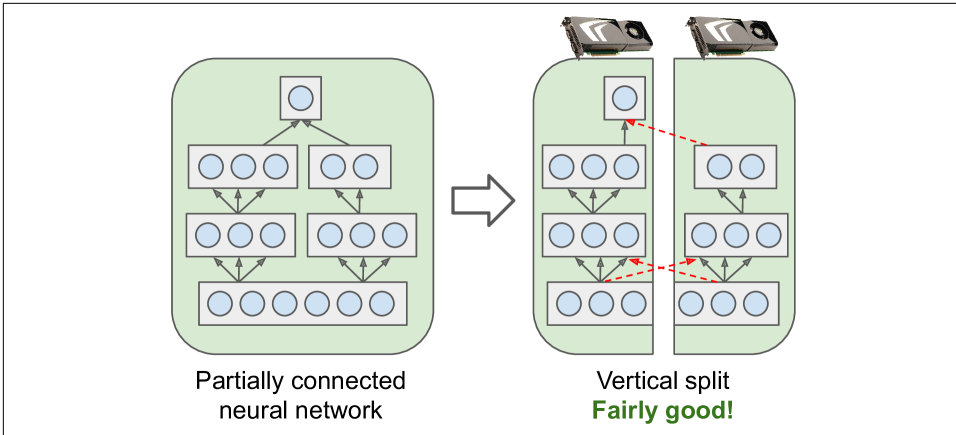 Partially connected
neural network
Vertical split
Fairly good!